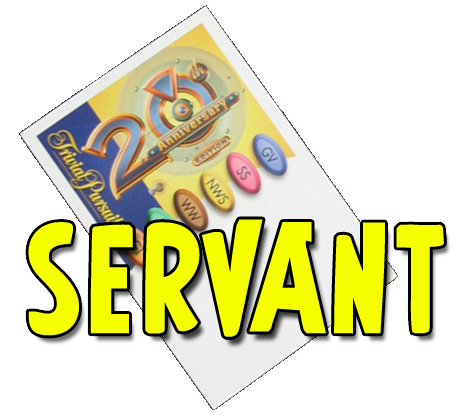 20th
Anniversary
EDITION
Trivial Pursuit
WW
NWS
SS
GV
SERVANT